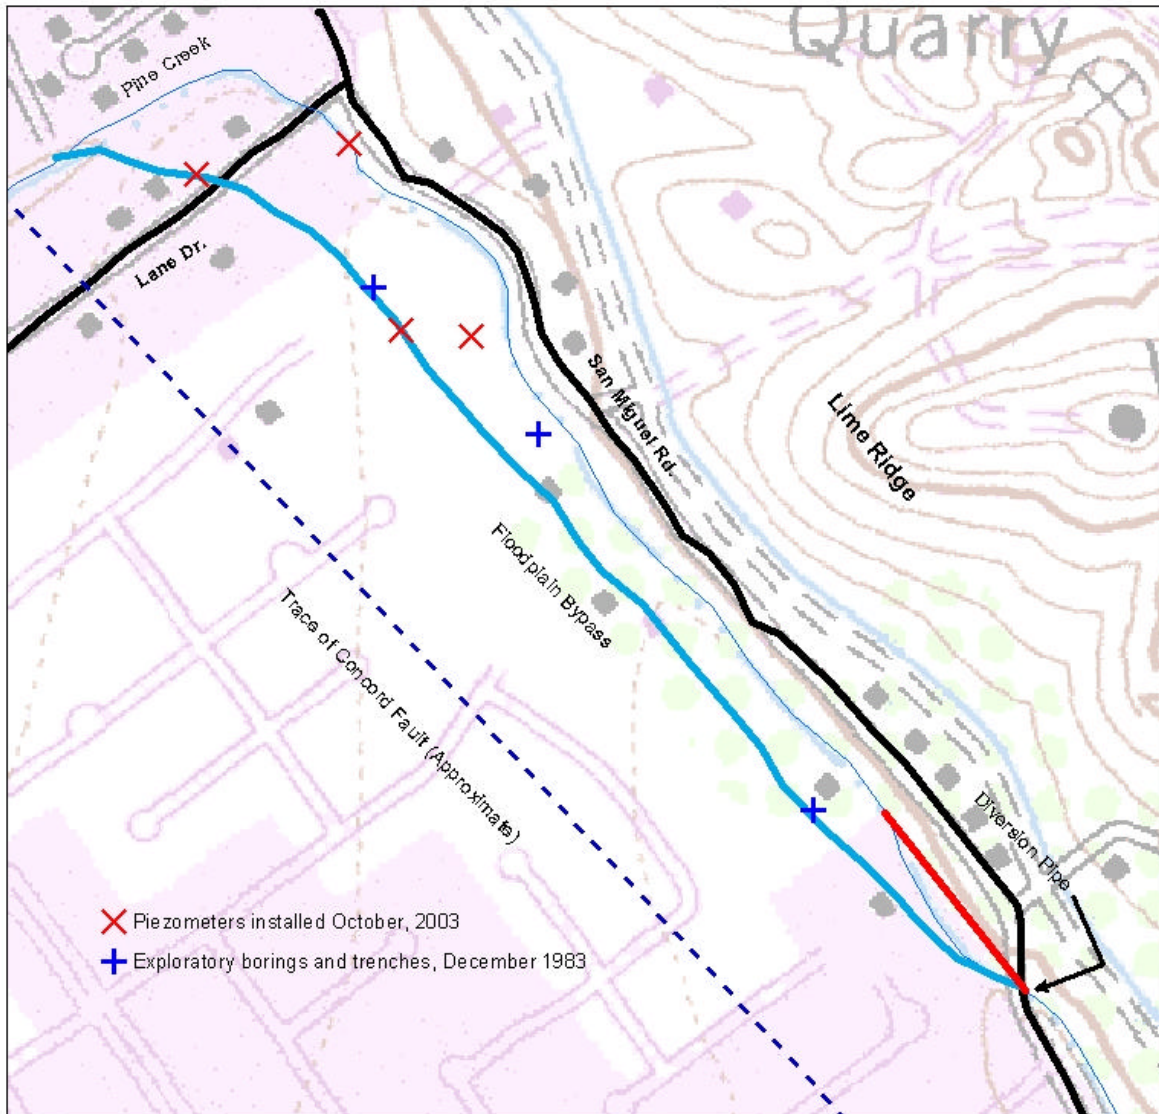 Quarry
Pine Creek
Lane Dr.
San Miguel Rd.
Lime Ridge
Floodplain Bypass
Trace of Concord Fault (Approximate)
Diversion Pipe
Piezometers installed October, 2003
Exploratory borings and trenches, December 1983